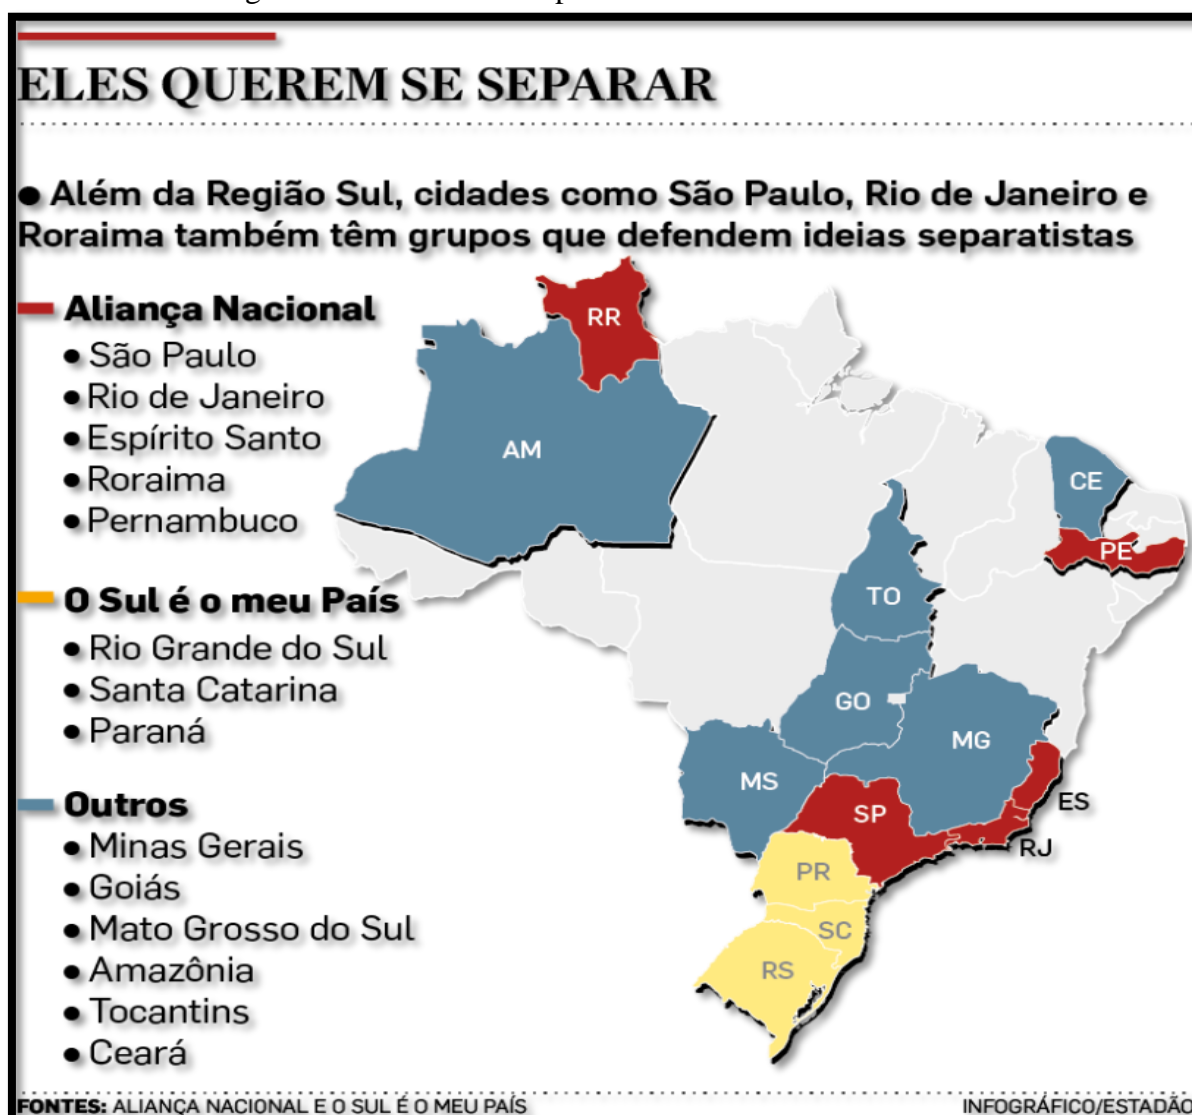 ELES QUEREM SE SEPARAR
● Além da Região Sul, cidades como São Paulo, Rio de Janeiro e
Roraima também têm grupos que defendem ideias separatistas
Aliança Nacional
● São Paulo
● Rio de Janeiro
● Espírito Santo
● Roraima
● Pernambuco
O Sul é o meu País
● Rio Grande do Sul
● Santa Catarina
● Paraná
Outros
● Minas Gerais
● Goiás
● Mato Grosso do Sul
● Amazônia
● Tocantins
● Ceará
RR
AM
CE
PE
TO
GO
MG
MS
ES
SP
RJ
PR
SC
RS
FONTES: ALIANÇA NACIONAL E O SUL É O MEU PAÍS
INFOGRÁFICO/ESTADÃO